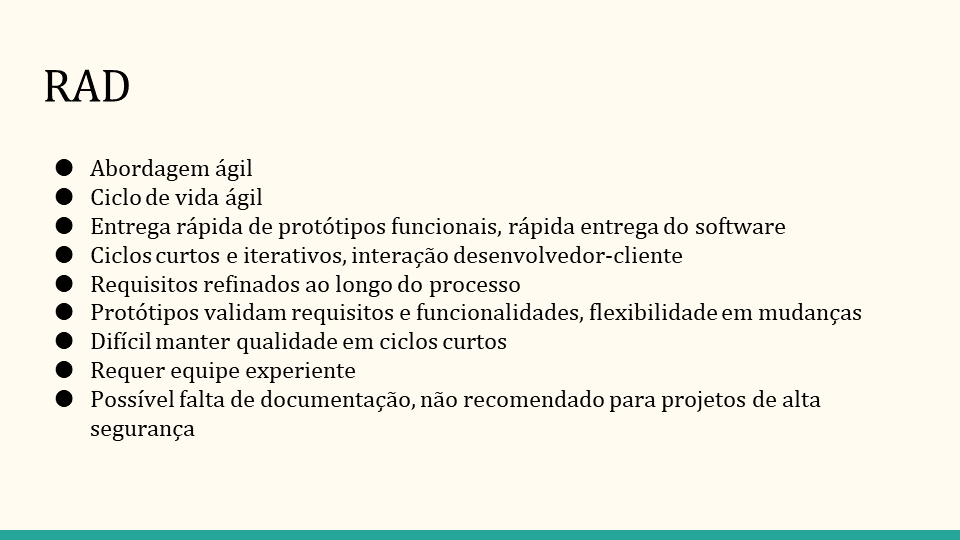 RAD
● Abordagem ágil
● Ciclo de vida ágil
● Entrega rápida de protótipos funcionais, rápida entrega do software
● Ciclos curtos e iterativos, interação desenvolvedor-cliente
● Requisitos refinados ao longo do processo
● Protótipos validam requisitos e funcionalidades, flexibilidade em mudanças
● Difícil manter qualidade em ciclos curtos
● Requer equipe experiente
● Possível falta de documentação, não recomendado para projetos de alta
segurança